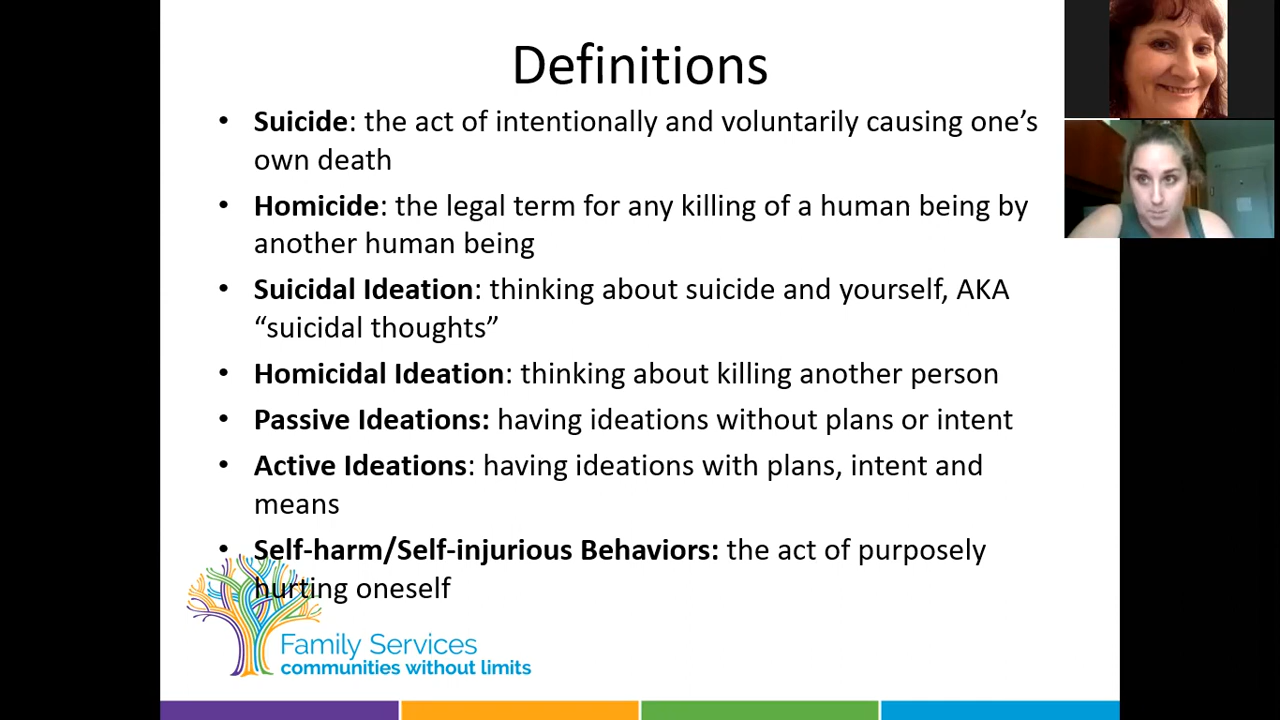 Definitions
• Suicide: the act of intentionally and voluntarily causing one’s
own death
• Homicide: the legal term for any killing of a human being by
another human being
• Suicidal Ideation: thinking about suicide and yourself, AKA
“suicidal thoughts”
• Homicidal Ideation: thinking about killing another person
• Passive Ideations: having ideations without plans or intent
• Active Ideations: having ideations with plans, intent and
means
• Self-harm/Self-injurious Behaviors: the act of purposely
hurting oneself
Family Services
communities without limits